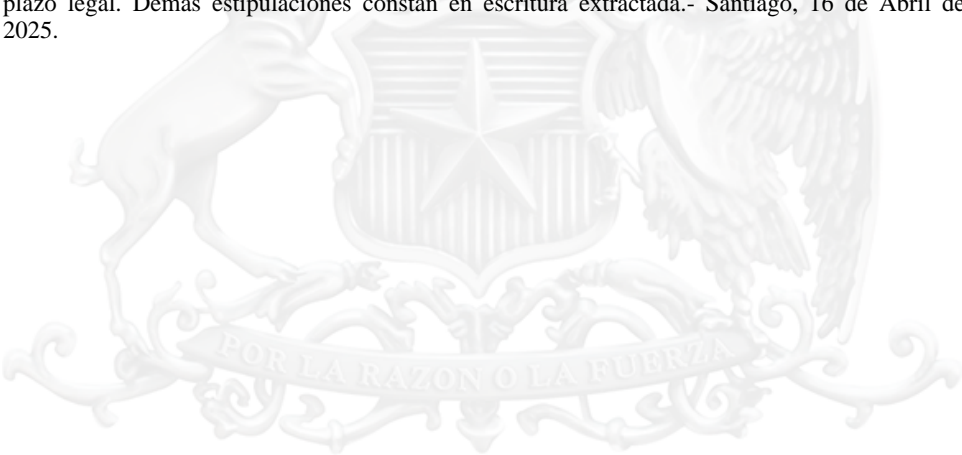 plazo legal. Demás estipulaciones constan en escritura extractada.- Santiago, 16 de Abril de
2025.
POR LA RAZON O LA FUERZA